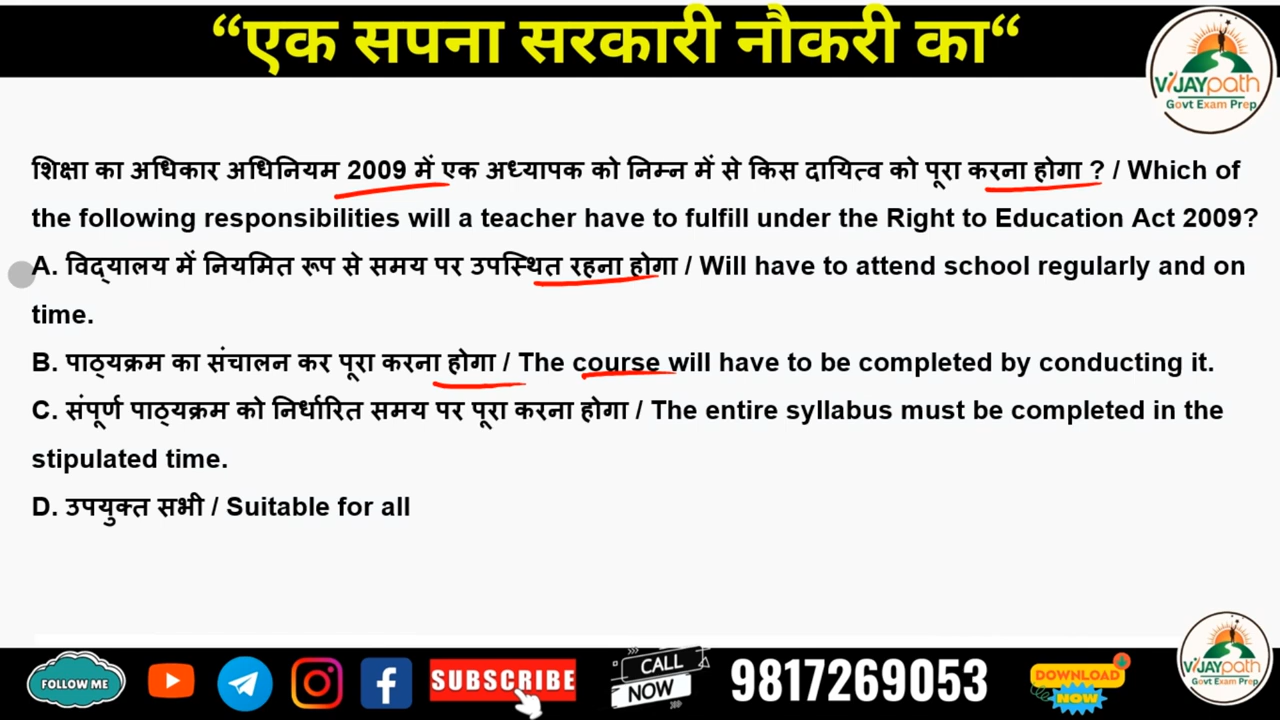 “एक सपना सरकारी नौकरी का“
VIJAYpath
Govt Exam Prep
शिक्षा का अधिकार अधिनियम 2009 में एक अध्यापक को निम्न में से किस दायित्व को पूरा करना होगा ? / Which of
the following responsibilities will a teacher have to fulfill under the Right to Education Act 2009?
A. विद्यालय में नियमित रूप से समय पर उपस्थित रहना होगा / Will have to attend school regularly and on
time.
B. पाठ्यक्रम का संचालन कर पूरा करना होगा / The course will have to be completed by conducting it.
C. संपूर्ण पाठ्यक्रम को निर्धारित समय पर पूरा करना होगा / The entire syllabus must be completed in the
stipulated time.
D. उपयुक्त सभी / Suitable for all
FOLLOW ME
SUBSCRIBE
CALL
NOW
9817269053
DOWNLOAD
NOW
VIJAYpath
Govt Exam Prep